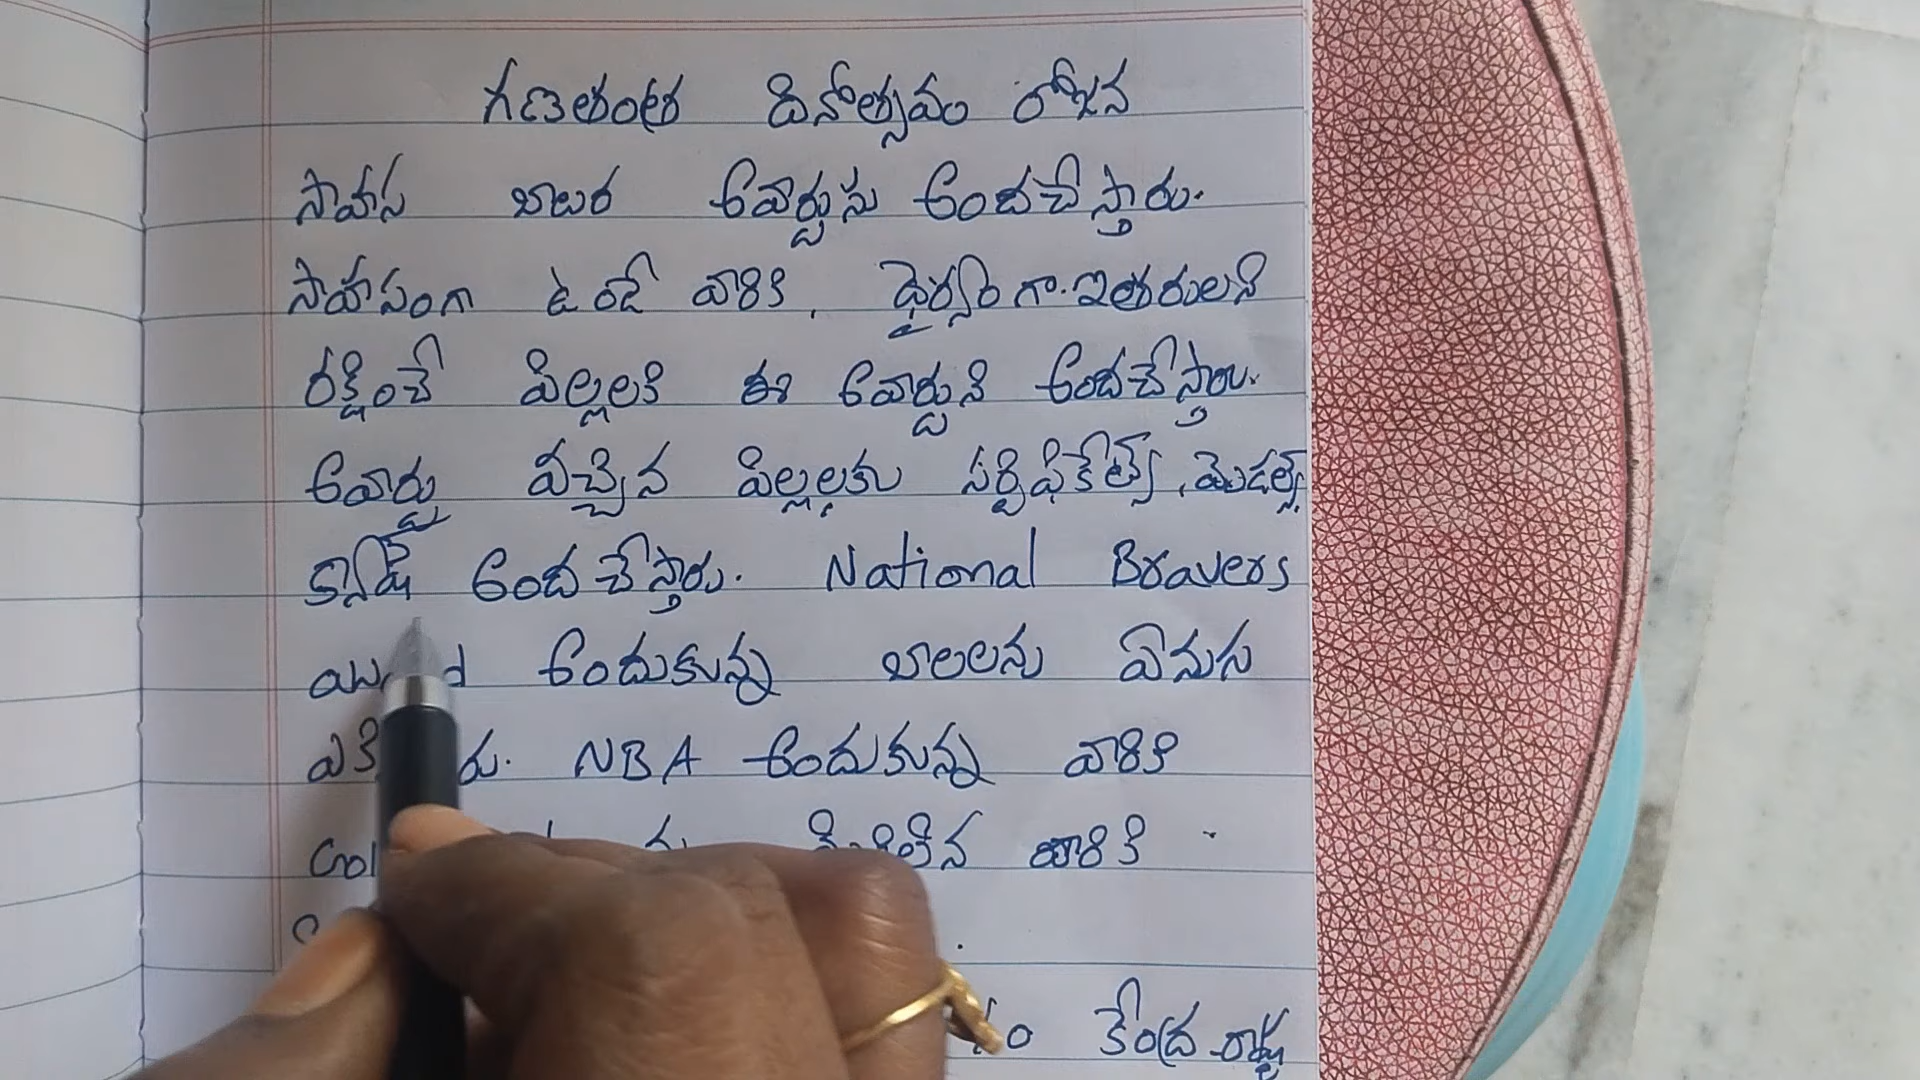 గణతంత్ర దినోత్సవం రోజున
సాహస బాలర అవార్డును అందచేస్తారు.
సాహసంగా ఉండే వారికి, ధైర్యంగా.ఇతరులని
రక్షించే పిల్లలకి ఈ అవార్డుని అందచేస్తారు.
అవార్డు వచ్చిన పిల్లలకు సర్టిఫికేట్స్, మెడల్స్
క్యాష్ అందచేస్తారు. National Bravers
అందుకున్న బాలలను ఏనుగ
NBA అందుకున్న వారికి
వారికి
కేంద్ర రాష్ట్ర